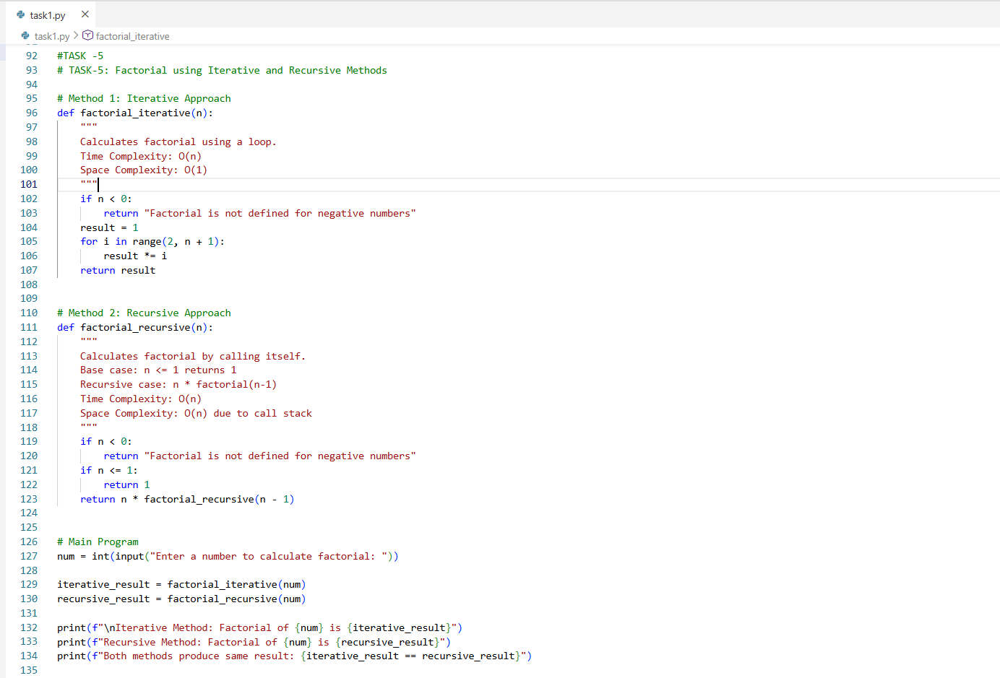 task1.py
task1.py > factorial_iterative
92 #TASK -5
93 # TASK-5: Factorial using Iterative and Recursive Methods
94
95 # Method 1: Iterative Approach
96 def factorial_iterative(n):
97     """
98     Calculates factorial using a loop.
99     Time Complexity: O(n)
100     Space Complexity: O(1)
101     """
102     if n < 0:
103         return "Factorial is not defined for negative numbers"
104     result = 1
105     for i in range(2, n + 1):
106         result *= i
107     return result
108
109
110 # Method 2: Recursive Approach
111 def factorial_recursive(n):
112     """
113     Calculates factorial by calling itself.
114     Base case: n <= 1 returns 1
115     Recursive case: n * factorial(n-1)
116     Time Complexity: O(n)
117     Space Complexity: O(n) due to call stack
118     """
119     if n < 0:
120         return "Factorial is not defined for negative numbers"
121     if n <= 1:
122         return 1
123     return n * factorial_recursive(n - 1)
124
125
126 # Main Program
127 num = int(input("Enter a number to calculate factorial: "))
128
129 iterative_result = factorial_iterative(num)
130 recursive_result = factorial_recursive(num)
131
132 print(f"\nIterative Method: Factorial of {num} is {iterative_result}")
133 print(f"Recursive Method: Factorial of {num} is {recursive_result}")
134 print(f"Both methods produce same result: {iterative_result == recursive_result}")
135